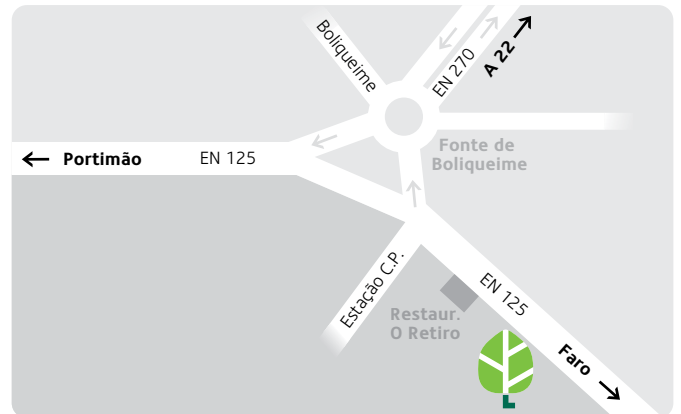 Boliqueime
EN 270
A 22
Portimão
EN 125
Fonte de
Boliqueime
Estação C.P.
EN 125
Restaur.
O Retiro
Faro